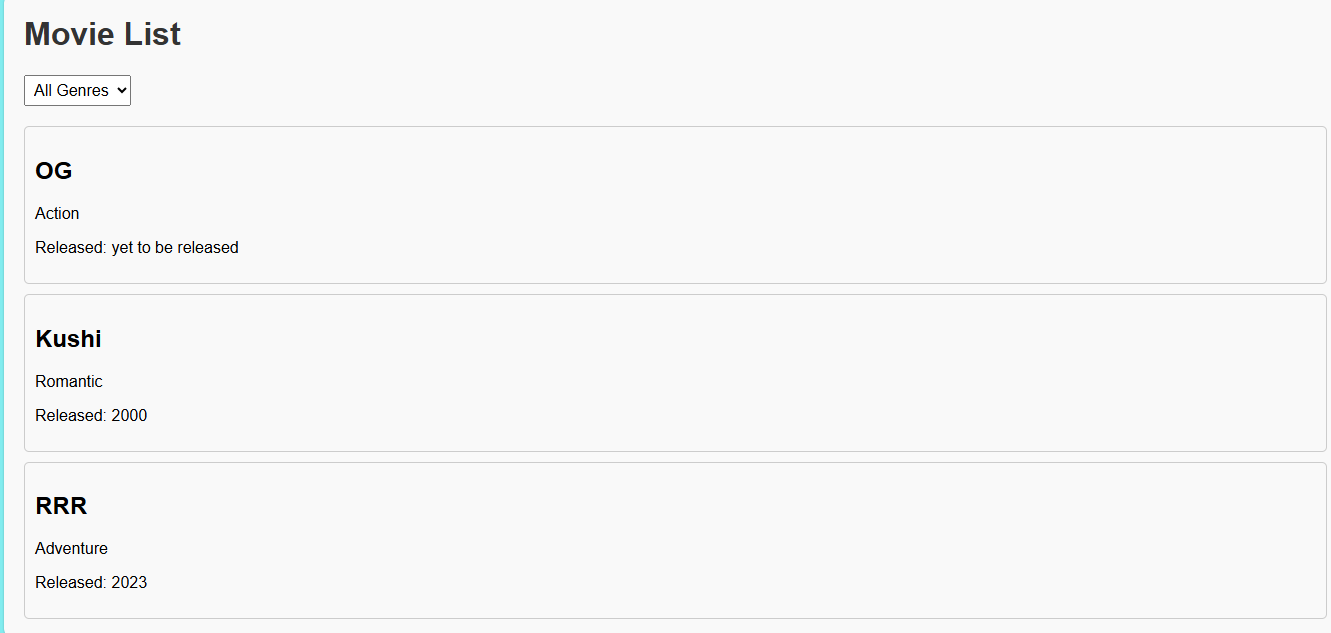 Movie List
All Genres
OG
Action
Released: yet to be released
Kushi
Romantic
Released: 2000
RRR
Adventure
Released: 2023